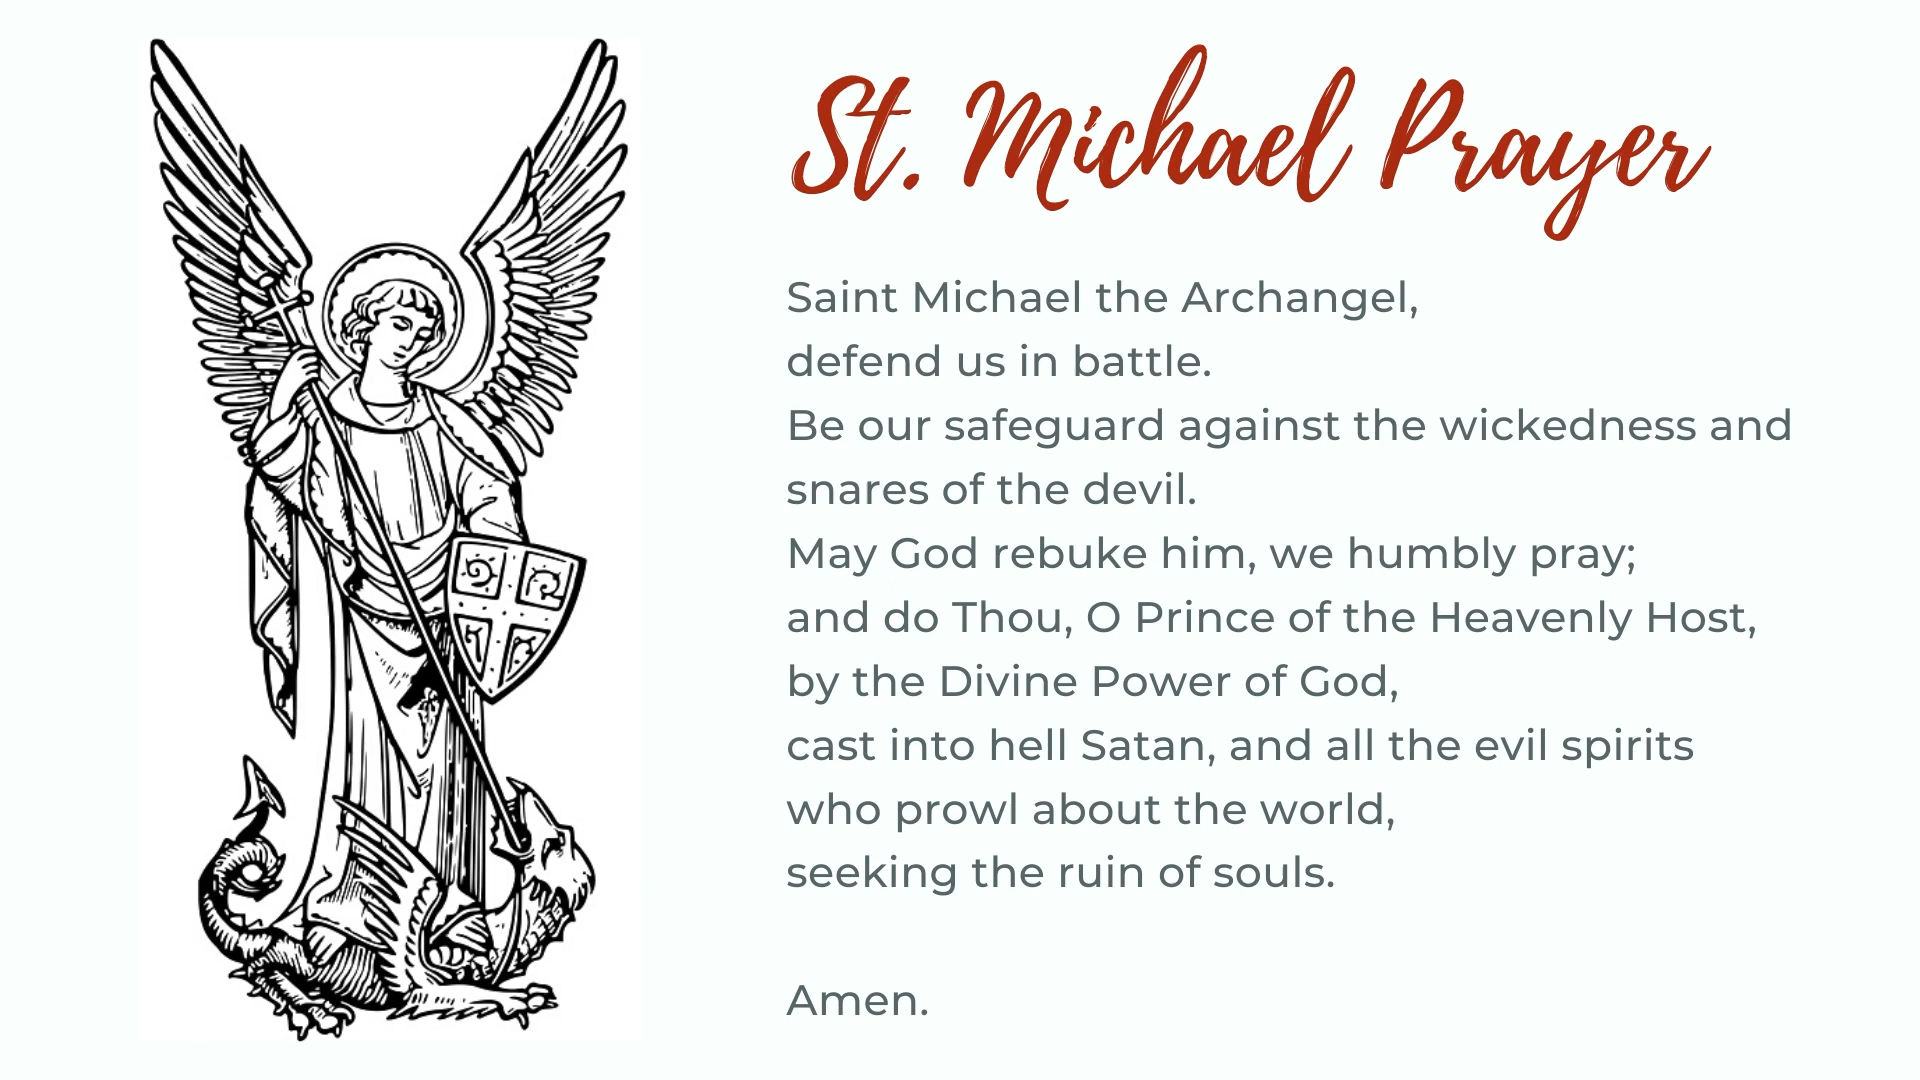 St. Michael Prayer
Saint Michael the Archangel,
defend us in battle.
Be our safeguard against the wickedness and
snares of the devil.
May God rebuke him, we humbly pray;
and do Thou, O Prince of the Heavenly Host,
by the Divine Power of God,
cast into hell Satan, and all the evil spirits
who prowl about the world,
seeking the ruin of souls.
Amen.